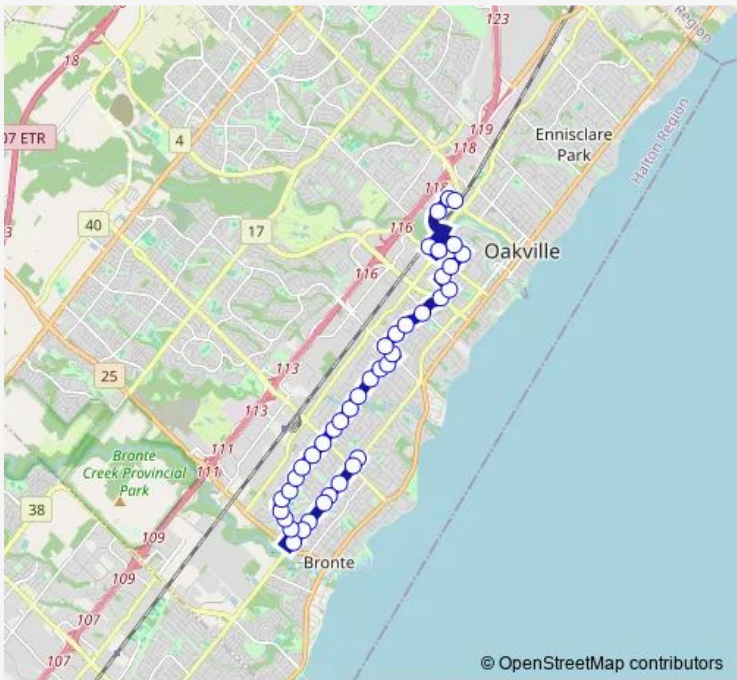 123
18
Region
07 ETR
4
119
118
Ennisclare
Park
Halton Region
118
40
17
116
Oakville
116
25
113
113
Bronte
Creek Provincial
Park
111
111
38
109
109
Bronte
107
107
© OpenStreetMap contributors